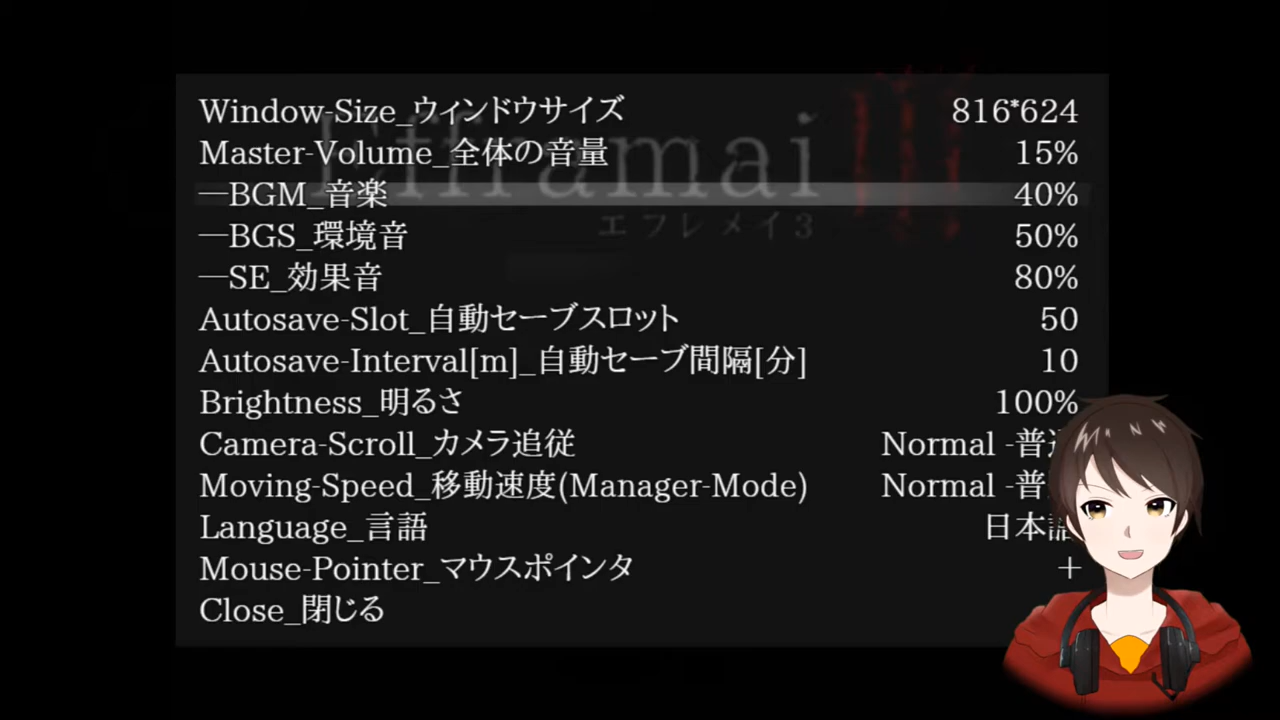 Window-Size_ウィンドウサイズ 816*624
Master-Volume_全体の音量 15%
Efframai III
―BGM_音楽 40%
エフレメイ3
―BGS_環境音 50%
―SE_効果音 80%
Autosave-Slot_自動セーブスロット 50
Autosave-Interval[m]_自動セーブ間隔[分] 10
Brightness_明るさ 100%
Camera-Scroll_カメラ追従 Normal -普
Moving-Speed_移動速度(Manager-Mode) Normal -普
Language_言語 日本語
Mouse-Pointer_マウスポインタ +
Close_閉じる